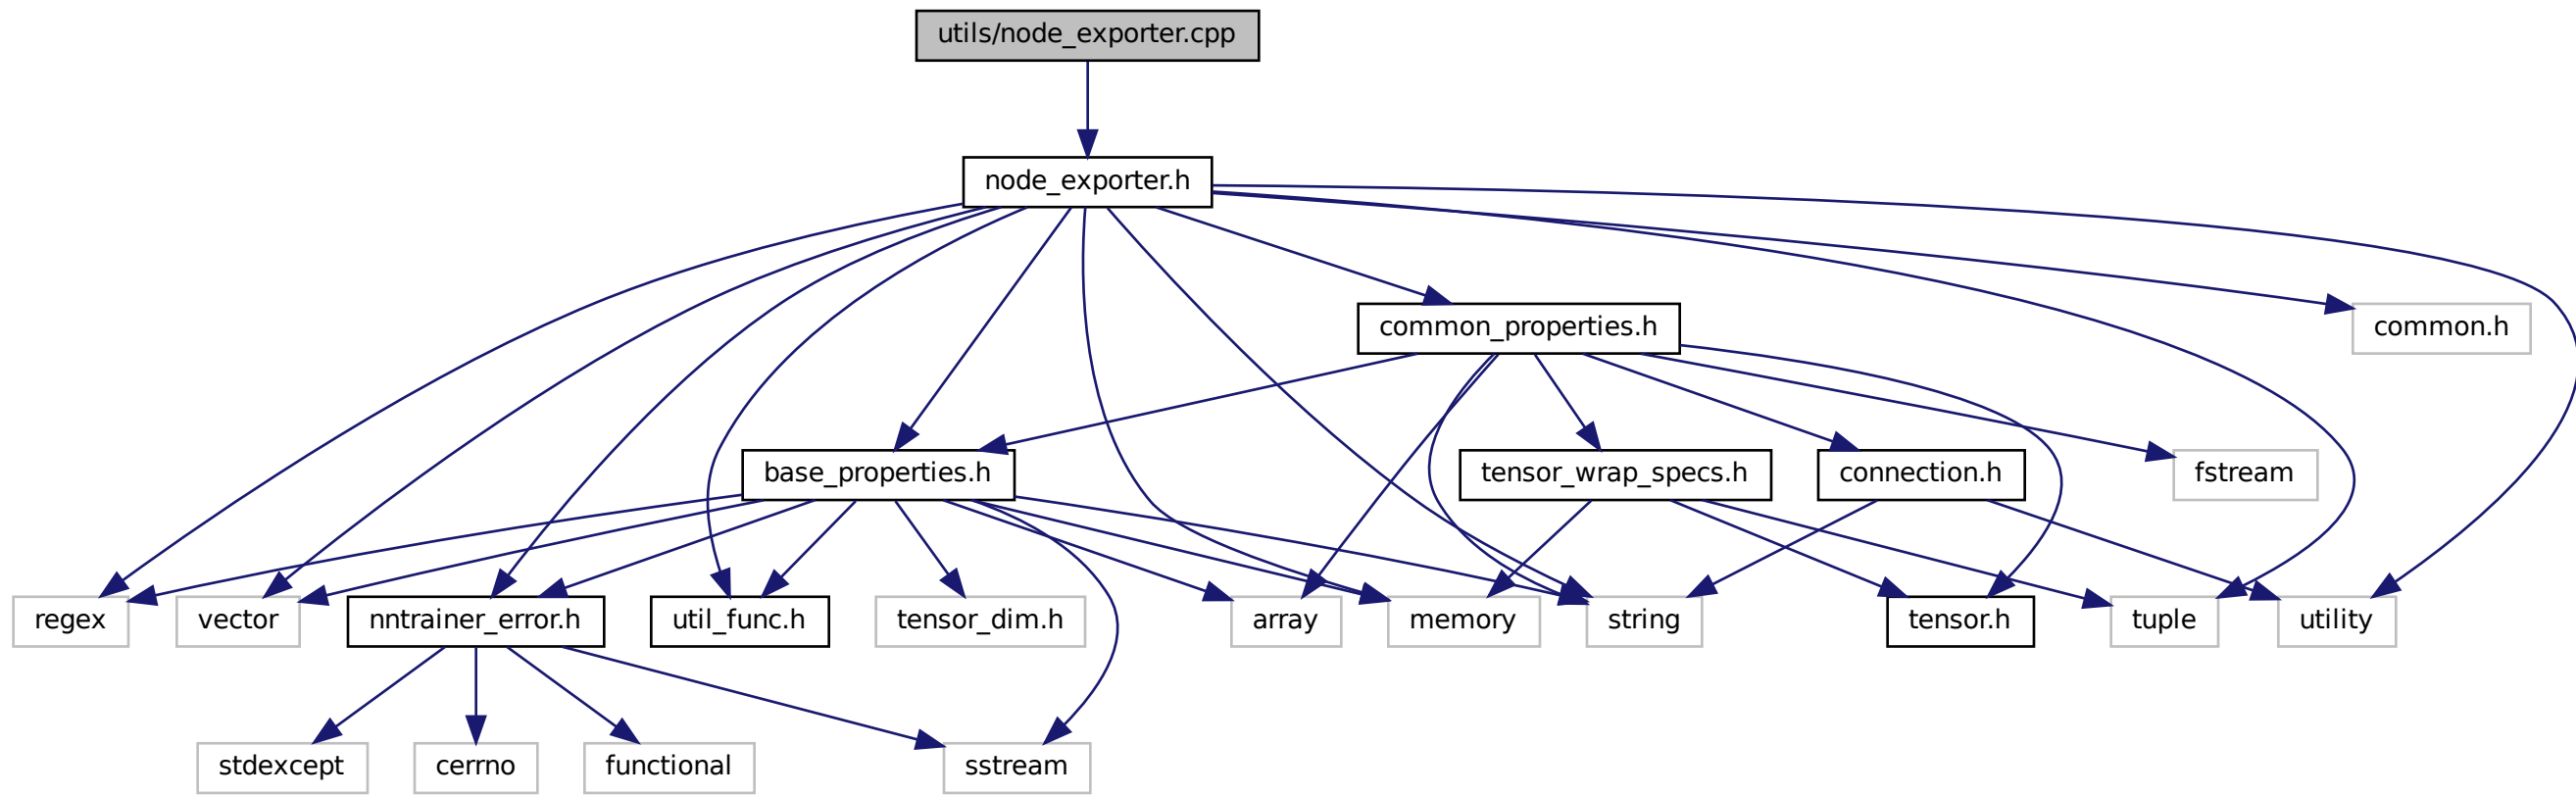 utils/node_exporter.cpp
node_exporter.h
common_properties.h
common.h
base_properties.h
tensor_wrap_specs.h
connection.h
fstream
regex
vector
nntrainer_error.h
util_func.h
tensor_dim.h
array
memory
string
tensor.h
tuple
utility
stdexcept
cerrno
functional
sstream